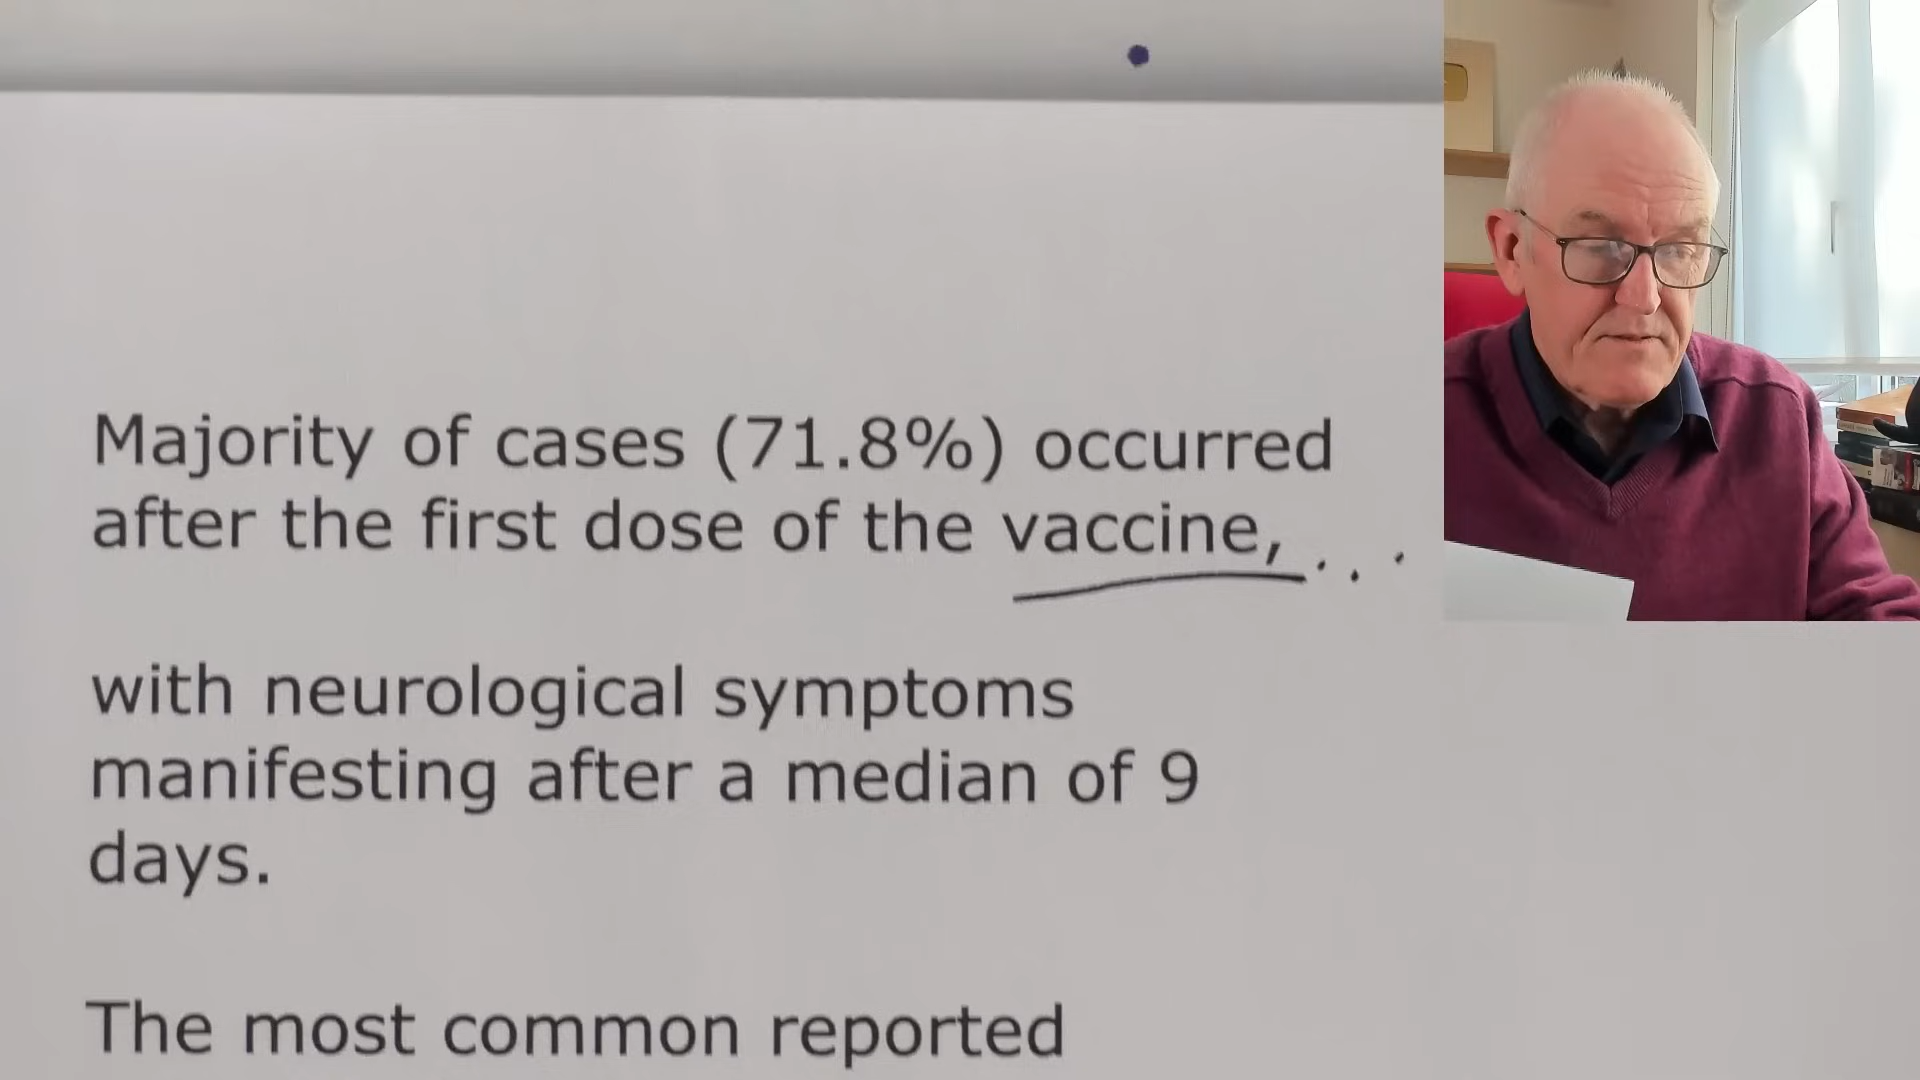 Majority of cases (71.8%) occurred
after the first dose of the vaccine, . . .
with neurological symptoms
manifesting after a median of 9
days.
The most common reported